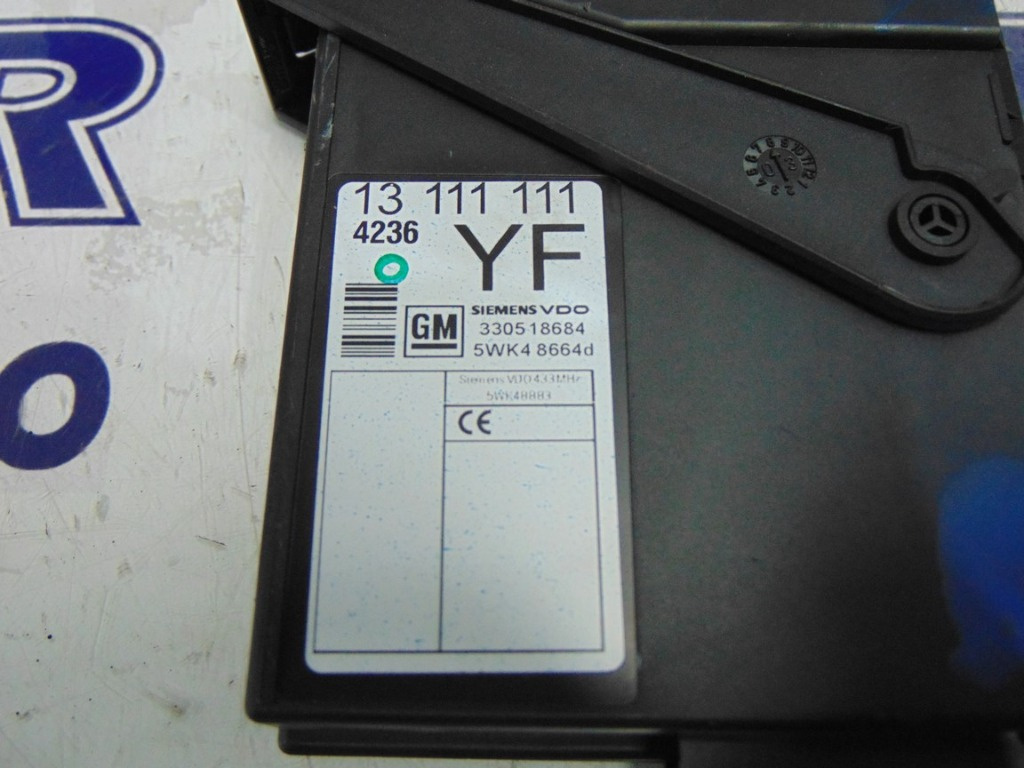 R
O
13 111 111
4236
YF
GM
SIEMENS VDO
330518684
5WK4 8664d
Siemens VDO 433MHz
5WK48883
CE